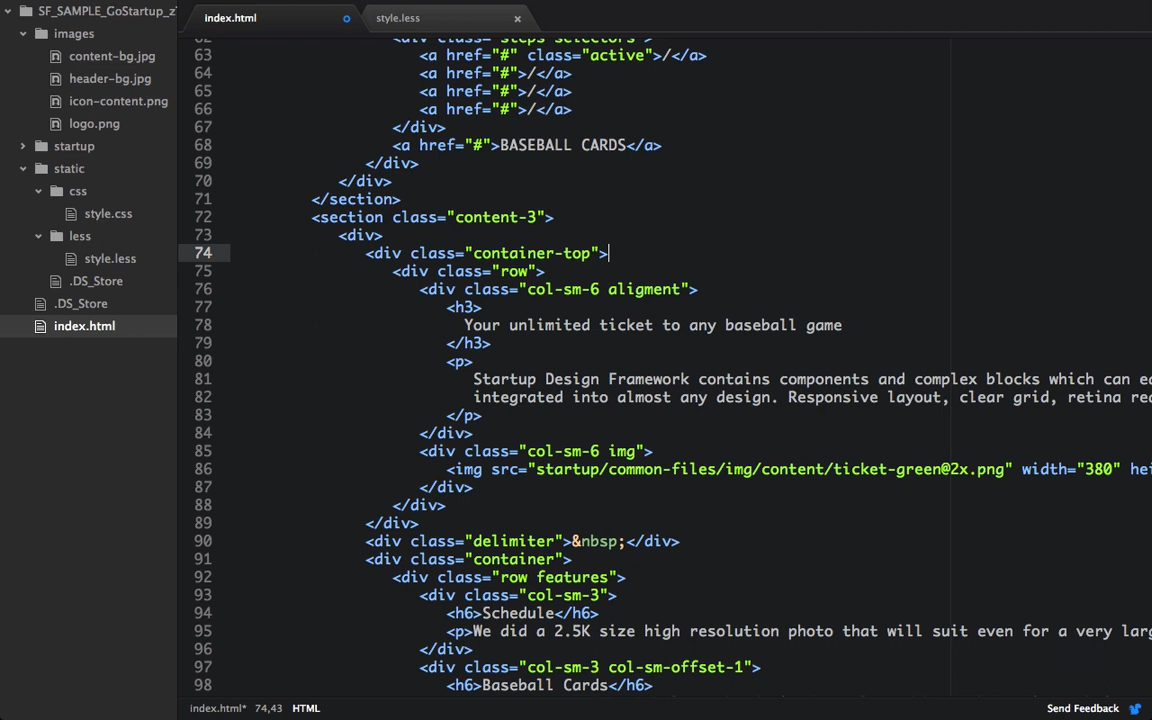 SF_SAMPLE_GoStartup_z
images
content-bg.jpg
header-bg.jpg
icon-content.png
logo.png
startup
static
css
style.css
less
style.less
.DS_Store
.DS_Store
index.html
index.html
style.less
62 <div class="steps selectors">
63 <a href="#" class="active">/</a>
64 <a href="#">/</a>
65 <a href="#">/</a>
66 <a href="#">/</a>
67 </div>
68 <a href="#">BASEBALL CARDS</a>
69 </div>
70 </div>
71 </section>
72 <section class="content-3">
73 <div>
74 <div class="container-top">
75 <div class="row">
76 <div class="col-sm-6 aligment">
77 <h3>
78 Your unlimited ticket to any baseball game
79 </h3>
80 <p>
81 Startup Design Framework contains components and complex blocks which can
82 integrated into almost any design. Responsive layout, clear grid, retina
83 </p>
84 </div>
85 <div class="col-sm-6 img">
86 <img src="startup/common-files/img/content/ticket-green@2x.png" width="380"
87 </div>
88 </div>
89 </div>
90 <div class="delimiter">&nbsp;</div>
91 <div class="container">
92 <div class="row features">
93 <div class="col-sm-3">
94 <h6>Schedule</h6>
95 <p>We did a 2.5K size high resolution photo that will suit even for a very
96 </div>
97 <div class="col-sm-3 col-sm-offset-1">
98 <h6>Baseball Cards</h6>
index.html* 74,43 HTML
Send Feedback